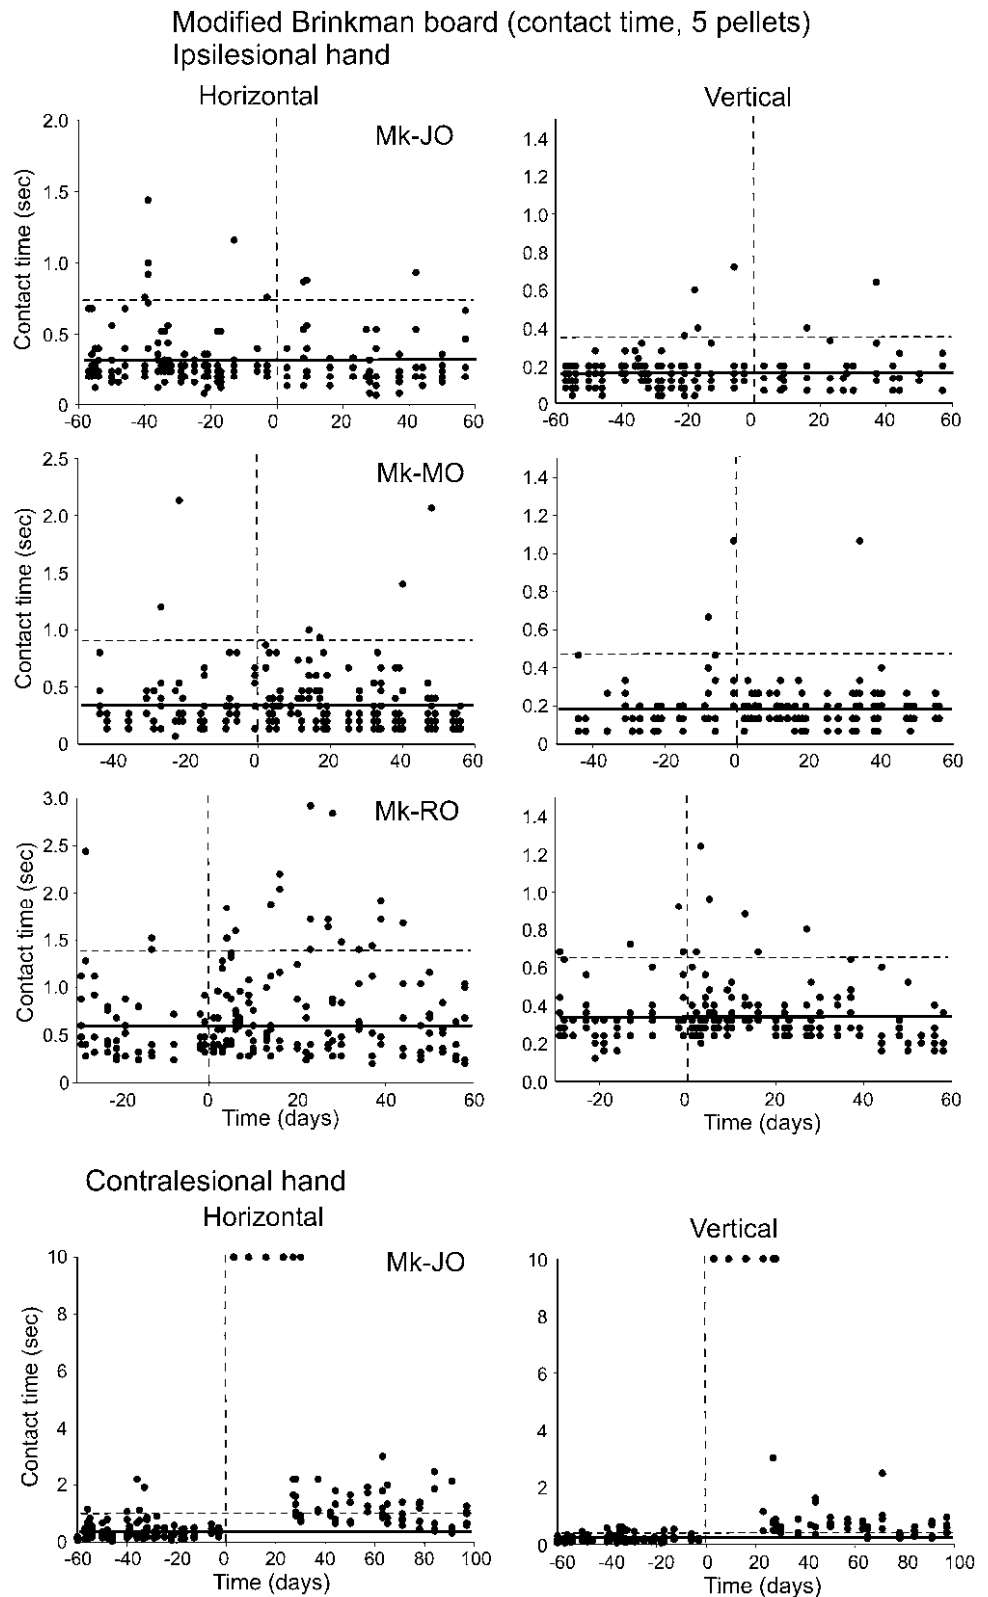 Modified Brinkman board (contact time, 5 pellets)
Ipsilesional hand
Horizontal
Vertical
Mk-JO
Contact time (sec)
2.0
1.5
1.0
0.5
0
-60 -40 -20 0 20 40 60
1.4
1.2
1.0
0.8
0.6
0.4
0.2
0
-60 -40 -20 0 20 40 60
Mk-MO
Contact time (sec)
2.5
2.0
1.5
1.0
0.5
0
-40 -20 0 20 40 60
1.4
1.2
1.0
0.8
0.6
0.4
0.2
0
-40 -20 0 20 40 60
Mk-RO
Contact time (sec)
3.0
2.5
2.0
1.5
1.0
0.5
0
-20 0 20 40 60
Time (days)
1.4
1.2
1.0
0.8
0.6
0.4
0.2
0.0
-20 0 20 40 60
Time (days)
Contralesional hand
Horizontal
Vertical
Mk-JO
Contact time (sec)
10
8
6
4
2
0
-60 -40 -20 0 20 40 60 80 100
Time (days)
10
8
6
4
2
0
-60 -40 -20 0 20 40 60 80 100
Time (days)